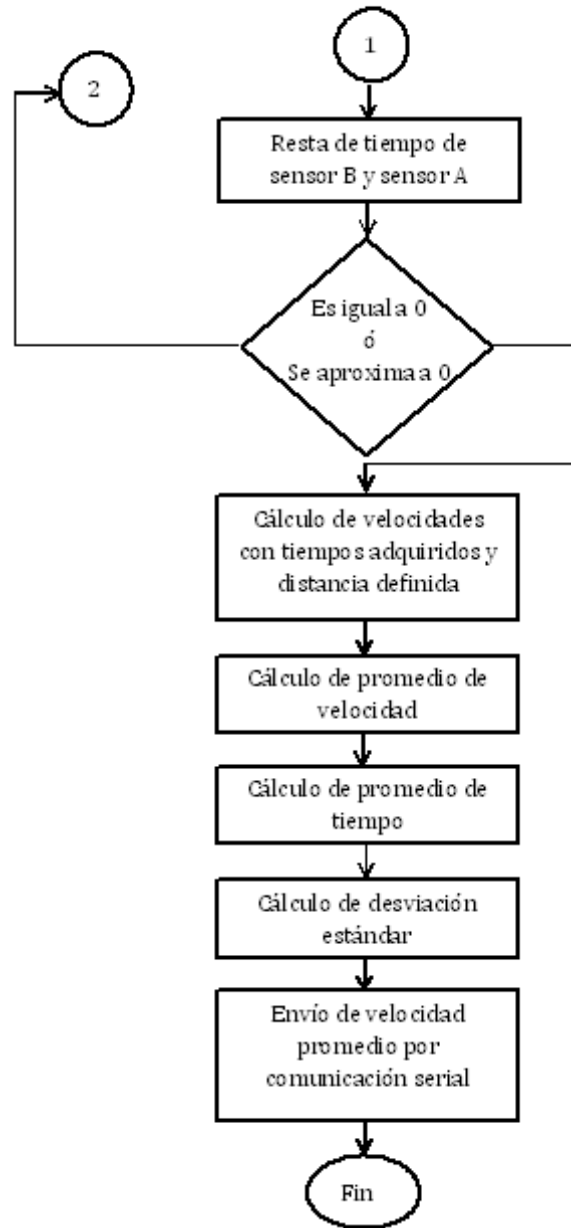 1
2
Resta de tiempo de
sensor B y sensor A
Es igual a 0
ó
Se aproxima a 0
Cálculo de velocidades
con tiempos adquiridos y
distancia definida
Cálculo de promedio de
velocidad
Cálculo de promedio de
tiempo
Cálculo de desviación
estándar
Envío de velocidad
promedio por
comunicación serial
Fin